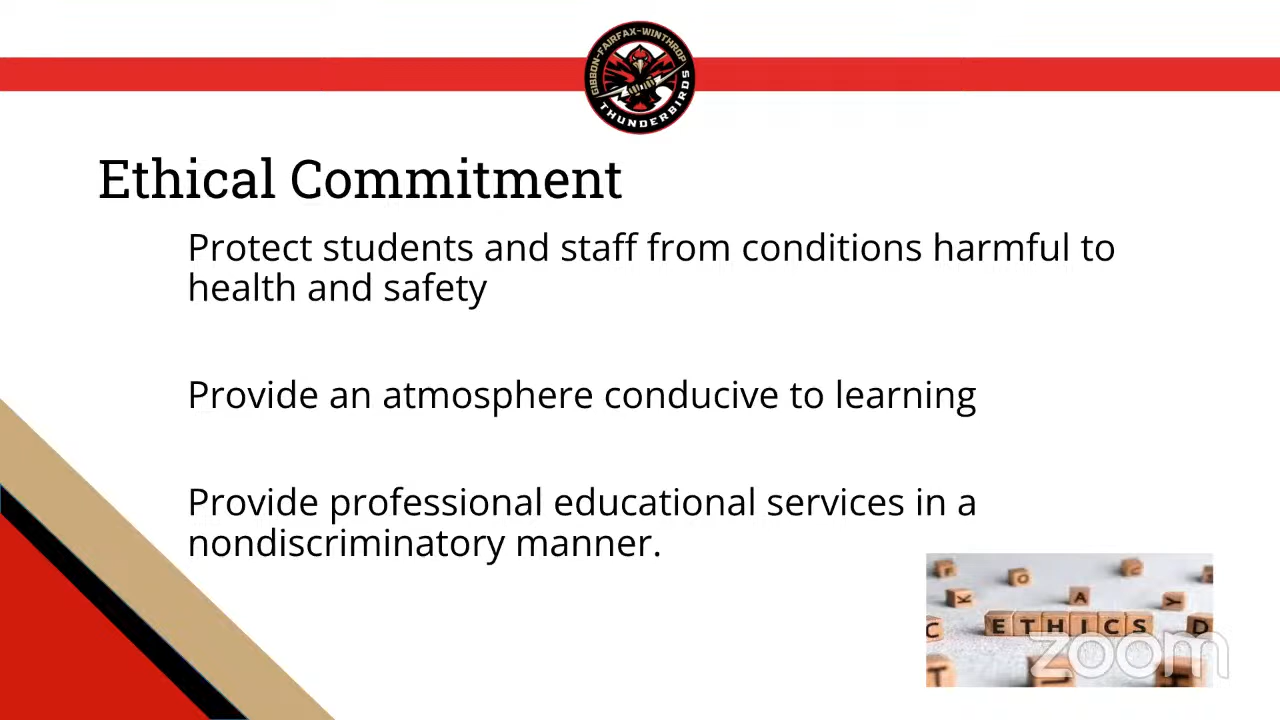 GIBBON-FAIRFAX-WINTHROP
THUNDERBIRDS
Ethical Commitment
Protect students and staff from conditions harmful to
health and safety
Provide an atmosphere conducive to learning
Provide professional educational services in a
nondiscriminatory manner.
F O C
K A Y
C ETHICS D
zoom
T U